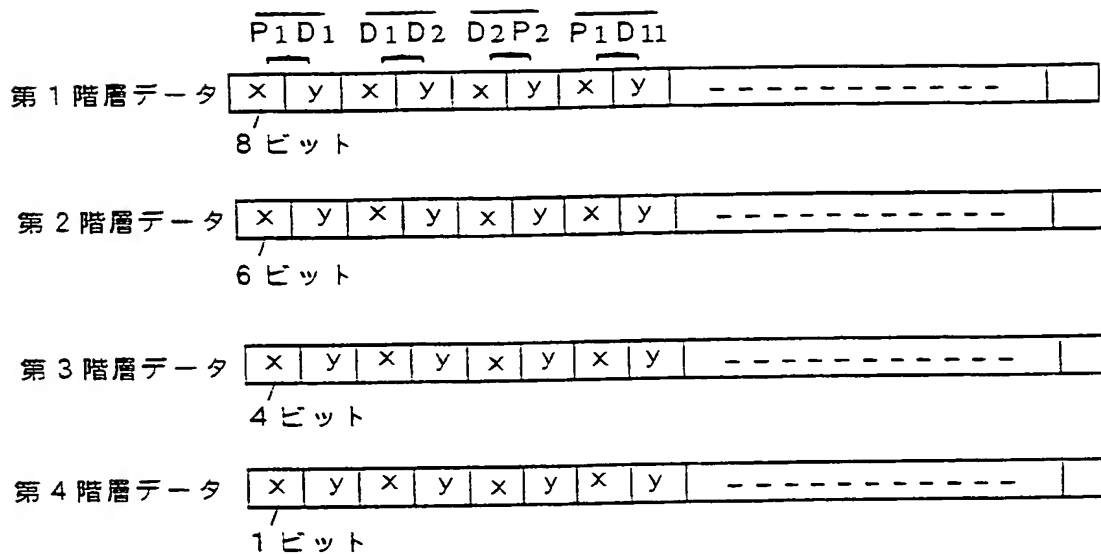 P1D1 D1D2 D2P2 P1D11
第1階層データ x y x y x y x y
8ビット
第2階層データ x y x y x y x y
6ビット
第3階層データ x y x y x y x y
4ビット
第4階層データ x y x y x y x y
1ビット